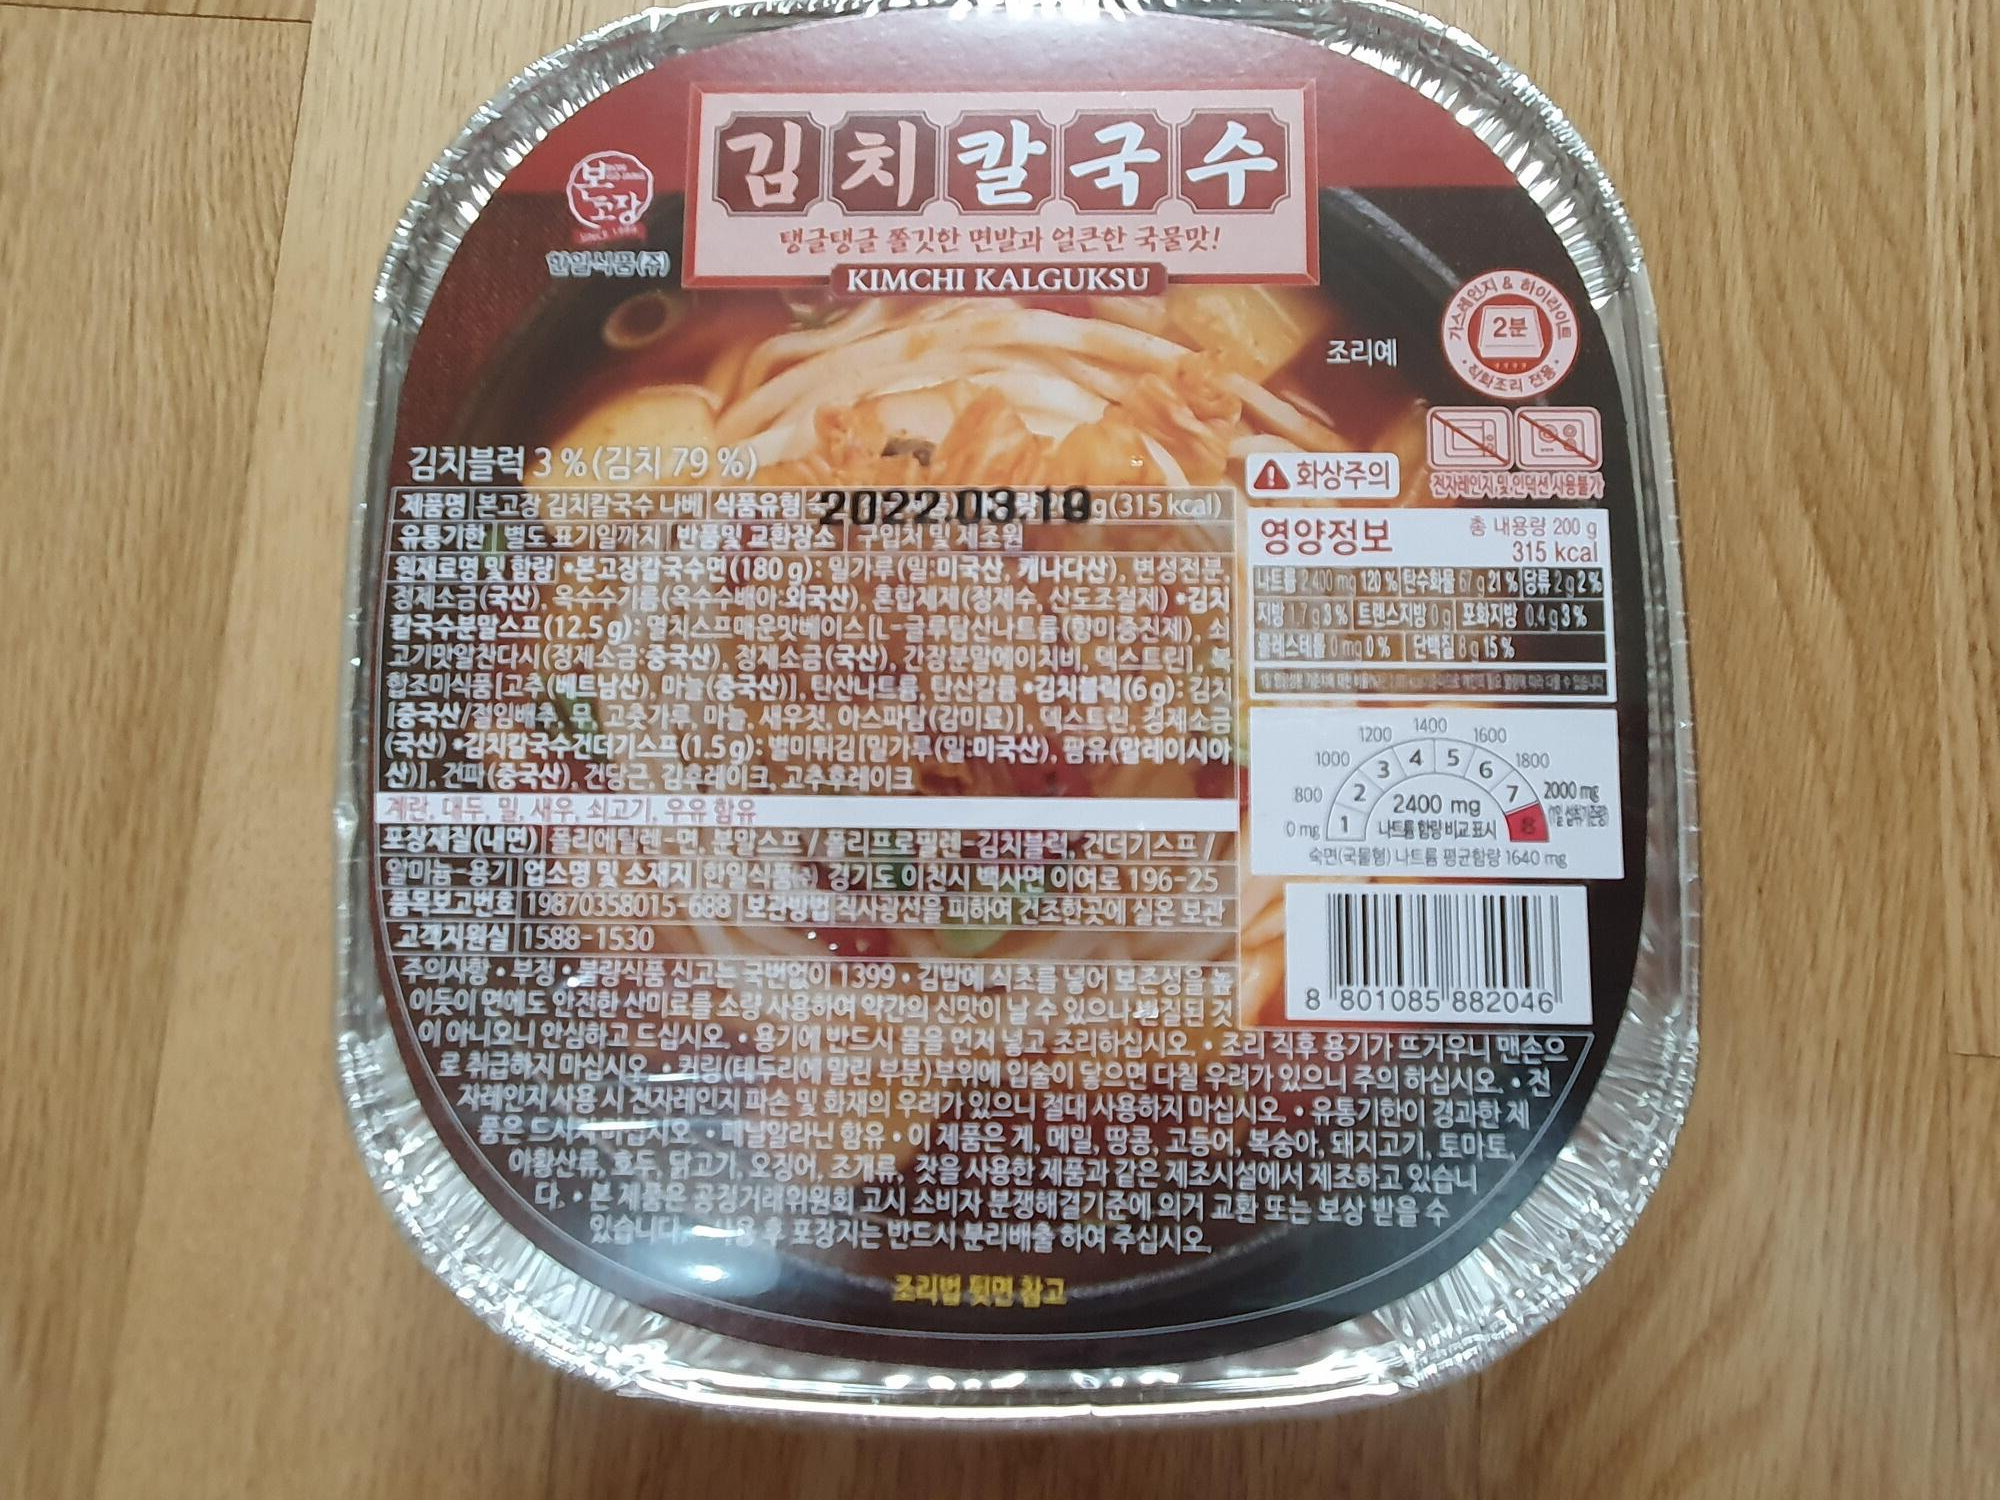 김치칼국수
탱글탱글 쫄깃한 면발과 얼큰한 국물맛!
KIMCHI KALGUKSU
본고장
SINCE
한일식품(주)
가스레인지 & 하이라이트
2분
직화조리 전용
조리예
전자레인지 및 인덕션 사용불가
화상주의
김치블럭 3 % (김치 79 %)
제품명 본고장 김치칼국수 나베 식품유형 g(315 kcal)
2022.03.19
유통기한 별도 표기일까지 반품및 교환장소 구입처 및 제조원
원재료명 및 함량 •본고장칼국수면(180 g): 밀가루(밀:미국산, 캐나다산), 변성전분,
정제소금(국산), 옥수수기름(옥수수배아:외국산), 혼합제제(정제수, 산도조절제) •김치
칼국수분말스프(12.5 g): 멸치스프매운맛베이스[L-글루탐산나트륨(향미증진제), 쇠
고기맛알찬다시(정제소금:중국산), 정제소금(국산), 간장분말에이치비, 덱스트린], 복
합조미식품[고추(베트남산), 마늘(중국산)], 탄산나트륨, 탄산칼륨 •김치블럭(6 g): 김치
[중국산/절임배추, 무, 고춧가루, 마늘, 새우젓, 아스파탐(감미료)], 덱스트린, 정제소금
(국산) •김치칼국수건더기스프(1.5 g): 별미튀김[밀가루(밀:미국산), 팜유(말레이시아
산)], 건파(중국산), 건당근, 김후레이크, 고추후레이크
계란, 대두, 밀, 새우, 쇠고기, 우유 함유
포장재질(내면) 폴리에틸렌-면, 분말스프 / 폴리프로필렌-김치블럭, 건더기스프 /
알미늄-용기 업소명 및 소재지 한일식품㈜ 경기도 이천시 백사면 이여로 196-25
품목보고번호 19870358015-688 보관방법 직사광선을 피하여 건조한곳에 실온 보관
고객지원실 1588-1530
주의사항 • 부정 • 불량식품 신고는 국번없이 1399 • 김밥에 식초를 넣어 보존성을 높
이듯이 면에도 안전한 산미료를 소량 사용하여 약간의 신맛이 날 수 있으나 변질된 것
이 아니오니 안심하고 드십시오. • 용기에 반드시 물을 먼저 넣고 조리하십시오. • 조리 직후 용기가 뜨거우니 맨손으
로 취급하지 마십시오. • 컬링(테두리에 말린 부분)부위에 입술이 닿으면 다칠 우려가 있으니 주의 하십시오. • 전
자레인지 사용 시 전자레인지 파손 및 화재의 우려가 있으니 절대 사용하지 마십시오. • 유통기한이 경과한 제
품은 드시지 마십시오. • 페닐알라닌 함유 • 이 제품은 게, 메밀, 땅콩, 고등어, 복숭아, 돼지고기, 토마토,
아황산류, 호두, 닭고기, 오징어, 조개류, 잣을 사용한 제품과 같은 제조시설에서 제조하고 있습니
다. • 본 제품은 공정거래위원회 고시 소비자 분쟁해결기준에 의거 교환 또는 보상 받을 수
있습니다. 후 포장지는 반드시 분리배출 하여 주십시오.
조리법 뒷면 참고
영양정보
총 내용량 200 g
315 kcal
나트륨 2,400 mg 120 % 탄수화물 67 g 21 % 당류 2 g 2 %
지방 1.7 g 3 % 트랜스지방 0 g 포화지방 0.4 g 3 %
콜레스테롤 0 mg 0 % 단백질 8 g 15 %
0 mg 800 1000 1200 1400 1600 1800 2000 mg
(1일 섭취기준량)
1 2 3 4 5 6 7 8
2400 mg
나트륨 함량 비교 표시
숙면(국물형) 나트륨 평균함량 1640 mg
8 801085 882046